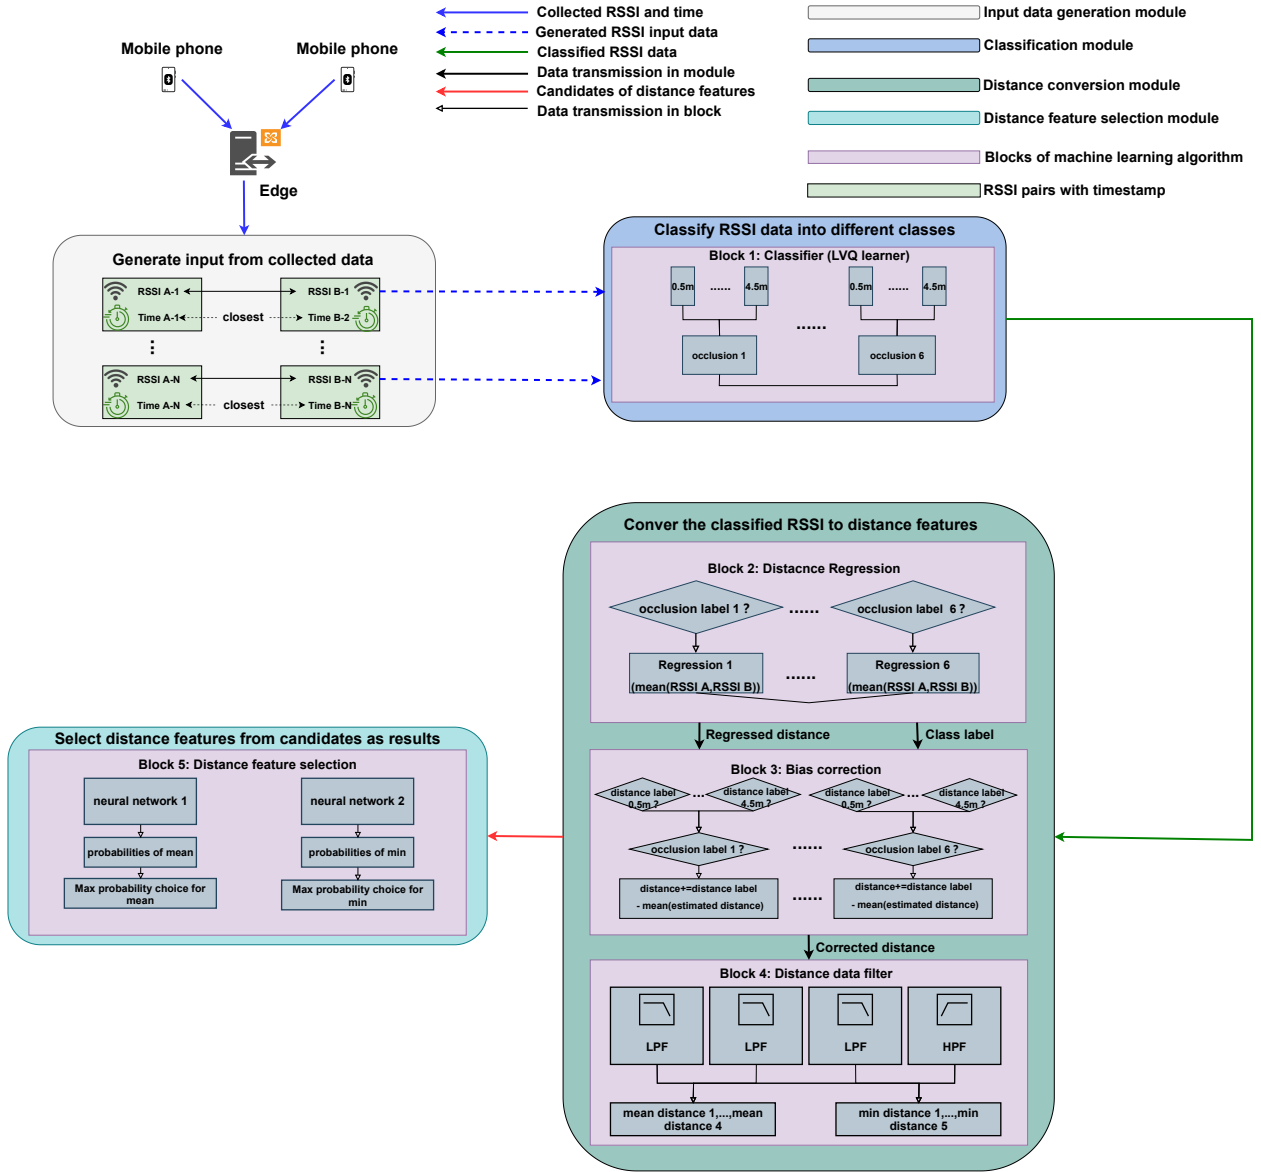 Collected RSSI and time
Generated RSSI input data
Classified RSSI data
Data transmission in module
Candidates of distance features
Data transmission in block
Input data generation module
Classification module
Distance conversion module
Distance feature selection module
Blocks of machine learning algorithm
RSSI pairs with timestamp
Mobile phone
Mobile phone
Edge
Generate input from collected data
RSSI A-1
RSSI B-1
Time A-1
closest
Time B-2
RSSI A-N
RSSI B-N
Time A-N
closest
Time B-N
Classify RSSI data into different classes
Block 1: Classifier (LVQ learner)
0.5m
......
4.5m
0.5m
......
4.5m
......
occlusion 1
occlusion 6
Conver the classified RSSI to distance features
Block 2: Distacnce Regression
occlusion label 1 ?
......
occlusion label 6 ?
Regression 1
(mean(RSSI A,RSSI B))
......
Regression 6
(mean(RSSI A,RSSI B))
Regressed distance
Class label
Block 3: Bias correction
distance label
0.5m ?
...
distance label
4.5m ?
distance label
0.5m ?
...
distance label
4.5m ?
occlusion label 1 ?
......
occlusion label 6 ?
distance+=distance label
- mean(estimated distance)
......
distance+=distance label
- mean(estimated distance)
Corrected distance
Block 4: Distance data filter
LPF
LPF
LPF
HPF
mean distance 1,...,mean
distance 4
min distance 1,...,min
distance 5
Select distance features from candidates as results
Block 5: Distance feature selection
neural network 1
neural network 2
probabilities of mean
probabilities of min
Max probability choice for
mean
Max probability choice for
min